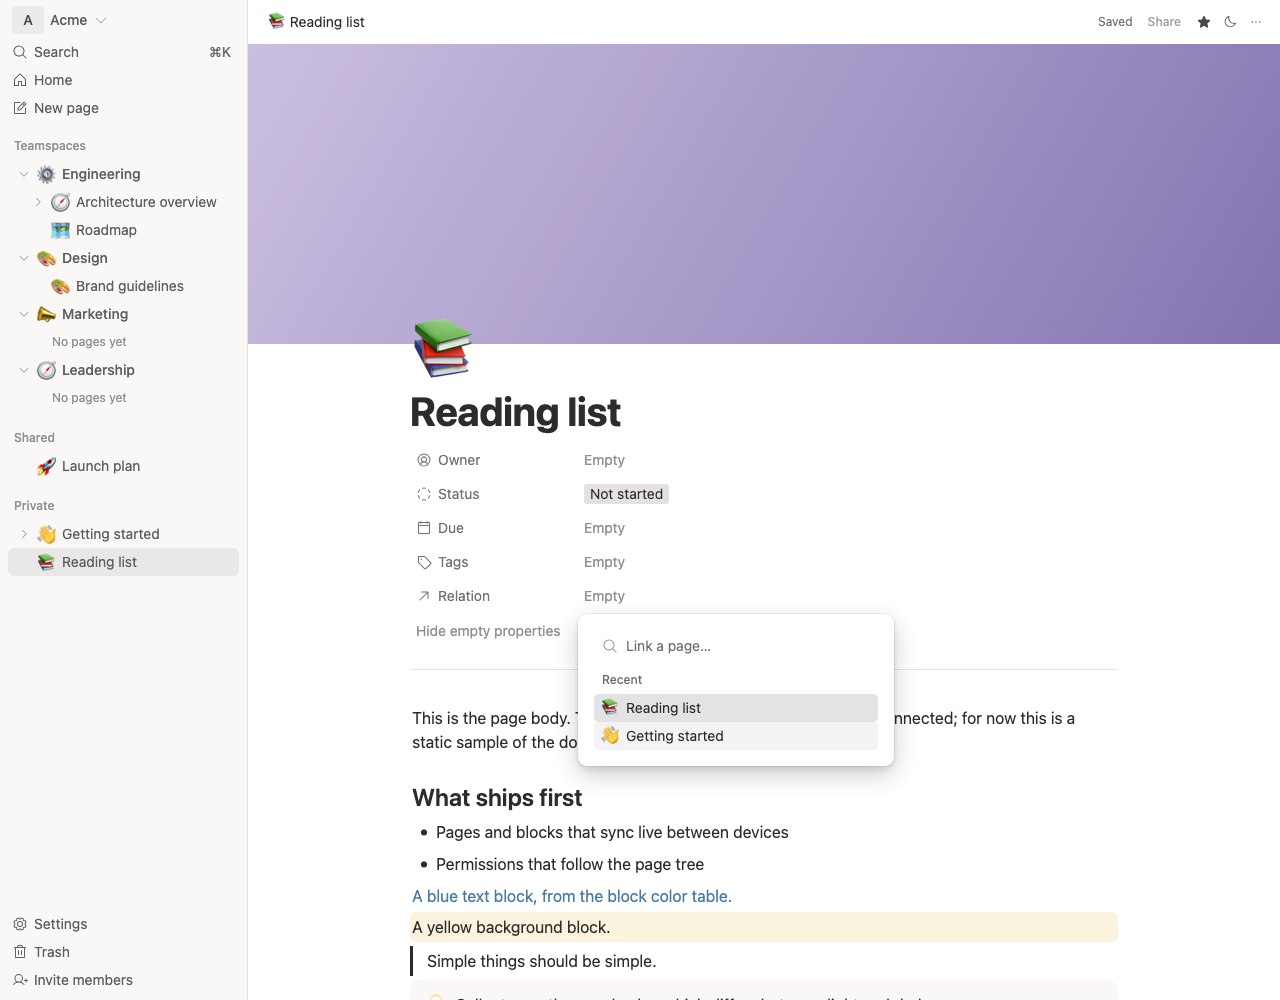 A Acme
Search ⌘K
Home
New page
Teamspaces
Engineering
Architecture overview
Roadmap
Design
Brand guidelines
Marketing
No pages yet
Leadership
No pages yet
Shared
Launch plan
Private
Getting started
Reading list
Settings
Trash
Invite members
Reading list
Saved Share
Reading list
Owner Empty
Status Not started
Due Empty
Tags Empty
Relation Empty
Hide empty properties
Link a page...
Recent
Reading list
Getting started
This is the page body. nnected; for now this is a
static sample of the do
What ships first
Pages and blocks that sync live between devices
Permissions that follow the page tree
A blue text block, from the block color table.
A yellow background block.
Simple things should be simple.